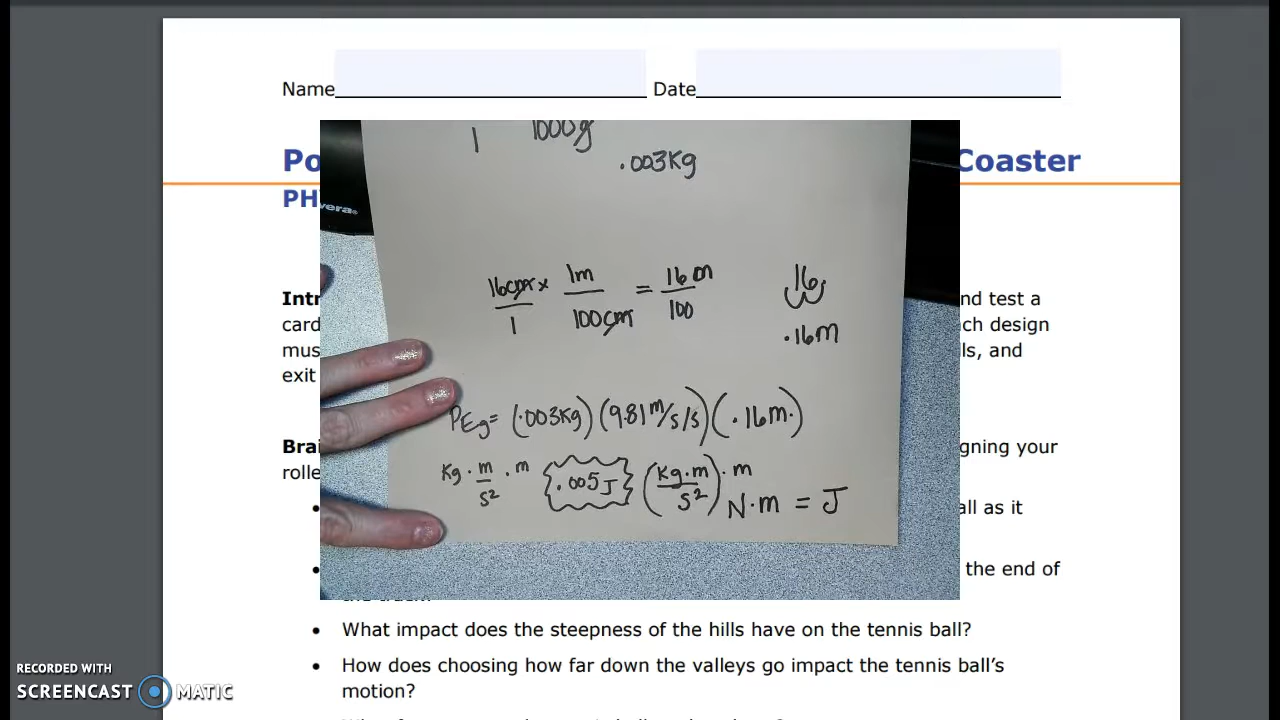 Name Date
1 1000g
.003Kg
Po Coaster
PH
vera
16cm x 1m = 16m 16
1 100cm 100
.16m
Intr nd test a
card ch design
mus ls, and
exit
PEg= (.003Kg) (9.81 m/s/s) (.16m.)
Brai gning your
rolle
Kg · m/s² · m .005J (Kg·m/s²) · m
N·m = J
all as it
the end of
What impact does the steepness of the hills have on the tennis ball?
How does choosing how far down the valleys go impact the tennis ball's
motion?
RECORDED WITH
SCREENCAST MATIC